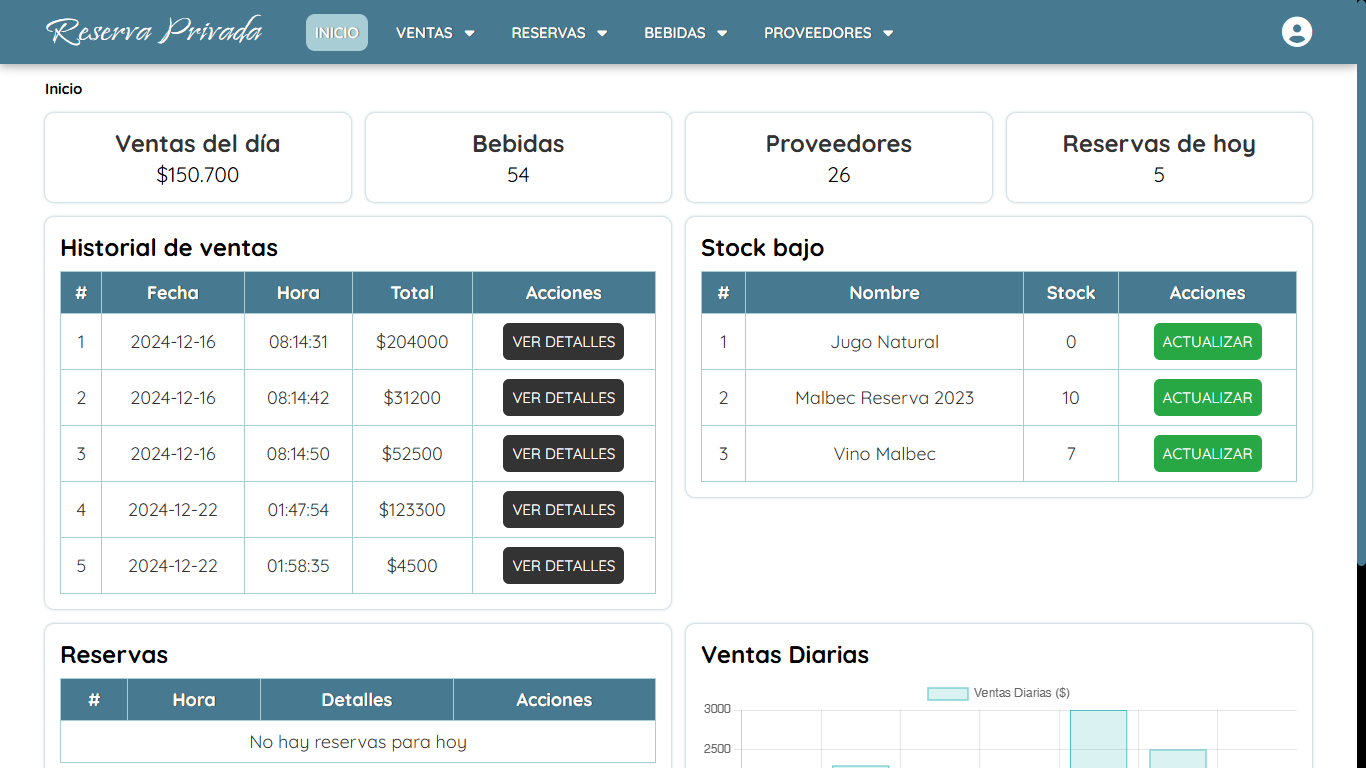 Reserva Privada INICIO VENTAS RESERVAS BEBIDAS PROVEEDORES
Inicio
Ventas del día
$150.700
Bebidas
54
Proveedores
26
Reservas de hoy
5
Historial de ventas
# Fecha Hora Total Acciones
1 2024-12-16 08:14:31 $204000 VER DETALLES
2 2024-12-16 08:14:42 $31200 VER DETALLES
3 2024-12-16 08:14:50 $52500 VER DETALLES
4 2024-12-22 01:47:54 $123300 VER DETALLES
5 2024-12-22 01:58:35 $4500 VER DETALLES
Stock bajo
# Nombre Stock Acciones
1 Jugo Natural 0 ACTUALIZAR
2 Malbec Reserva 2023 10 ACTUALIZAR
3 Vino Malbec 7 ACTUALIZAR
Reservas
# Hora Detalles Acciones
No hay reservas para hoy
Ventas Diarias
Ventas Diarias ($)
3000
2500